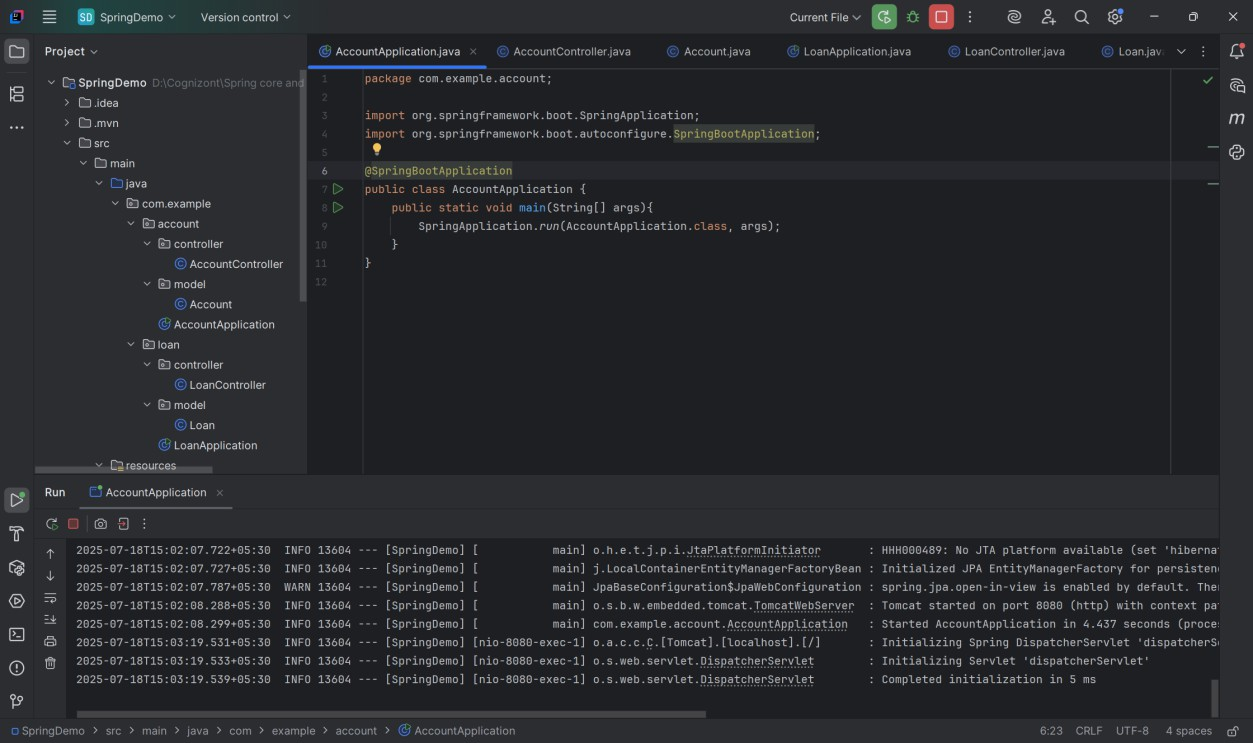 SD SpringDemo Version control Current File
Project
SpringDemo D:\Cognizont\Spring core and
.idea
.mvn
src
main
java
com.example
account
controller
AccountController
model
Account
AccountApplication
loan
controller
LoanController
model
Loan
LoanApplication
resources
AccountApplication.java AccountController.java Account.java LoanApplication.java LoanController.java Loan.jav
1 package com.example.account;
2
3 import org.springframework.boot.SpringApplication;
4 import org.springframework.boot.autoconfigure.SpringBootApplication;
5
6 @SpringBootApplication
7 public class AccountApplication {
8 public static void main(String[] args){
9 SpringApplication.run(AccountApplication.class, args);
10 }
11 }
12
m
Run AccountApplication
2025-07-18T15:02:07.722+05:30 INFO 13604 --- [SpringDemo] [ main] o.h.e.t.j.p.i.JtaPlatformInitiator : HHH000489: No JTA platform available (set 'hiberna
2025-07-18T15:02:07.727+05:30 INFO 13604 --- [SpringDemo] [ main] j.LocalContainerEntityManagerFactoryBean : Initialized JPA EntityManagerFactory for persisten
2025-07-18T15:02:07.787+05:30 WARN 13604 --- [SpringDemo] [ main] JpaBaseConfiguration$JpaWebConfiguration : spring.jpa.open-in-view is enabled by default. The
2025-07-18T15:02:08.288+05:30 INFO 13604 --- [SpringDemo] [ main] o.s.b.w.embedded.tomcat.TomcatWebServer : Tomcat started on port 8080 (http) with context pa
2025-07-18T15:02:08.299+05:30 INFO 13604 --- [SpringDemo] [ main] com.example.account.AccountApplication : Started AccountApplication in 4.437 seconds (proce
2025-07-18T15:03:19.531+05:30 INFO 13604 --- [SpringDemo] [nio-8080-exec-1] o.a.c.c.C.[Tomcat].[localhost].[/] : Initializing Spring DispatcherServlet 'dispatcherS
2025-07-18T15:03:19.533+05:30 INFO 13604 --- [SpringDemo] [nio-8080-exec-1] o.s.web.servlet.DispatcherServlet : Initializing Servlet 'dispatcherServlet'
2025-07-18T15:03:19.539+05:30 INFO 13604 --- [SpringDemo] [nio-8080-exec-1] o.s.web.servlet.DispatcherServlet : Completed initialization in 5 ms
SpringDemo > src > main > java > com > example > account > AccountApplication 6:23 CRLF UTF-8 4 spaces